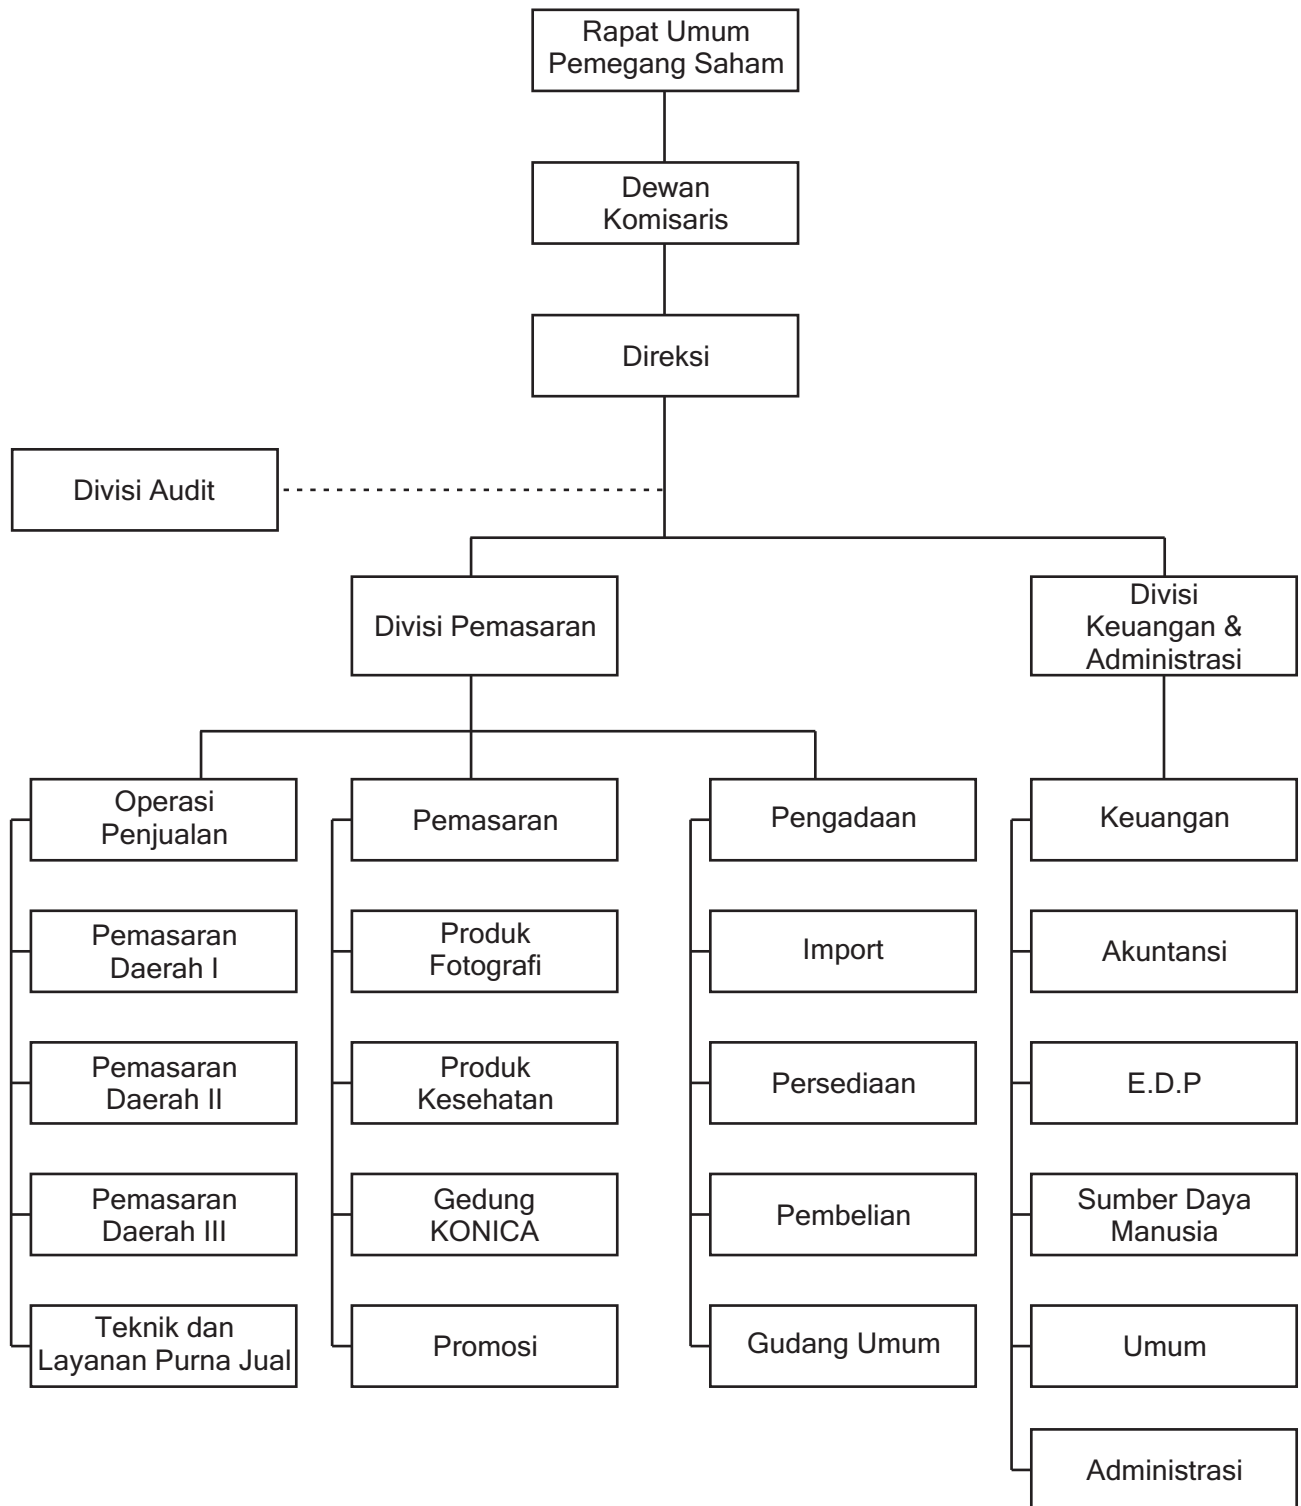 Rapat Umum
Pemegang Saham
Dewan
Komisaris
Direksi
Divisi Audit
Divisi Pemasaran
Divisi
Keuangan &
Administrasi
Operasi
Penjualan
Pemasaran
Pengadaan
Keuangan
Pemasaran
Daerah I
Produk
Fotografi
Import
Akuntansi
Pemasaran
Daerah II
Produk
Kesehatan
Persediaan
E.D.P
Pemasaran
Daerah III
Gedung
KONICA
Pembelian
Sumber Daya
Manusia
Teknik dan
Layanan Purna Jual
Promosi
Gudang Umum
Umum
Administrasi